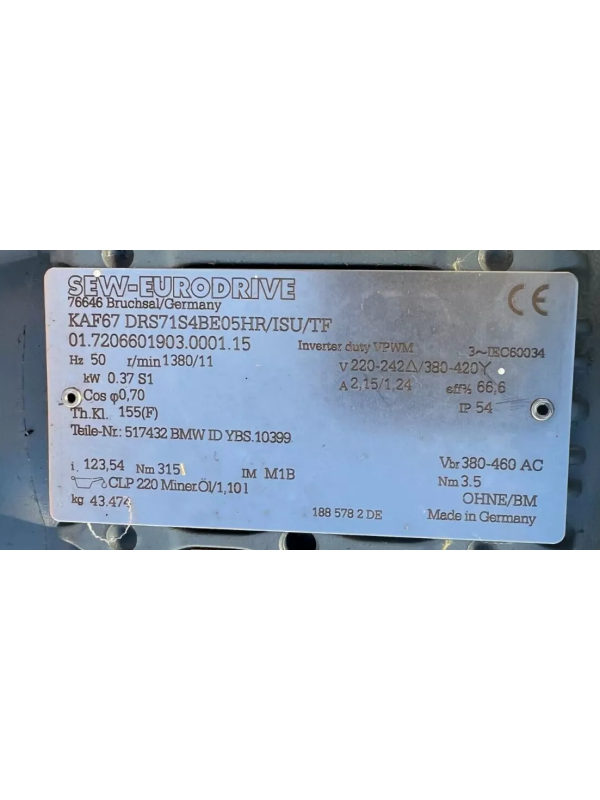 SEW-EURODRIVE
76646 Bruchsal/Germany
CE
KAF67 DRS71S4BE05HR/ISU/TF
01.7206601903.0001.15 Inverter duty VPWM 3~IEC60034
Hz 50 r/min 1380/11 V 220-242Δ/380-420Y
kW 0.37 S1 A 2,15/1,24 eff% 66,6
Cos φ 0,70 IP 54
Th.Kl. 155(F)
Teile-Nr.: 517432 BMW ID YBS.10399
i 123,54 Nm 315 IM M1B Vbr 380-460 AC
CLP 220 Miner.Öl/1,10 l Nm 3.5
kg 43.474 OHNE/BM
188 578 2 DE Made in Germany